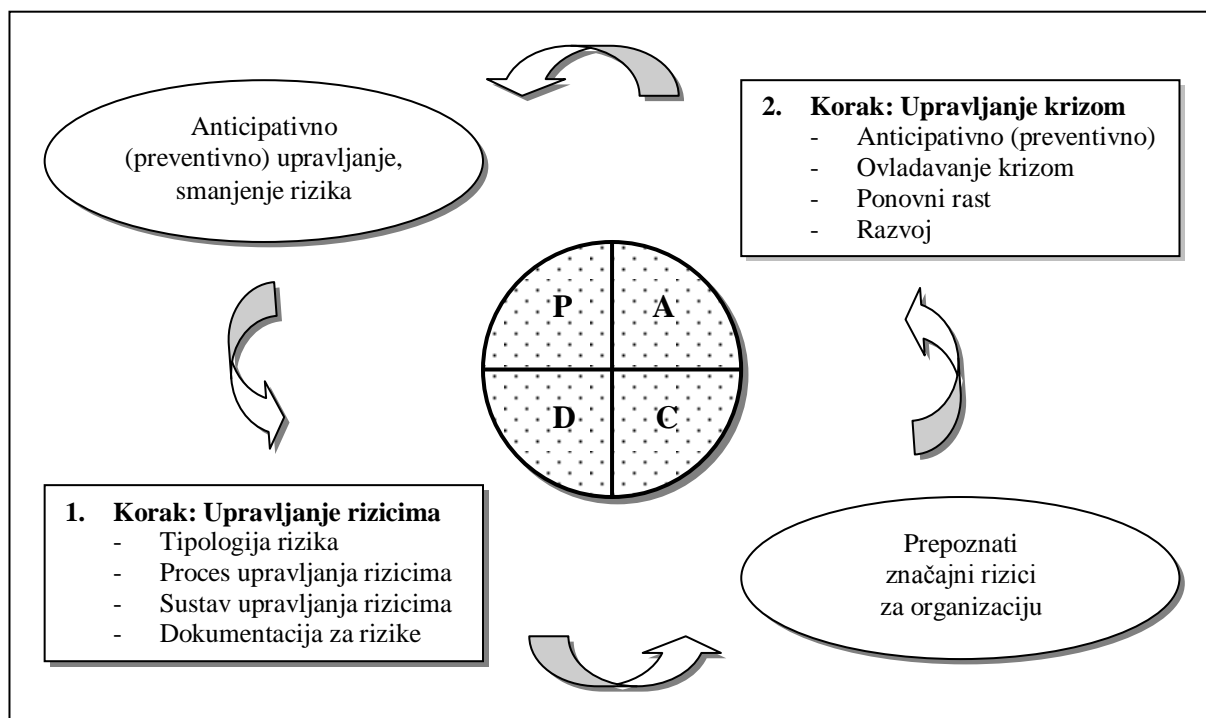 Anticipativno
(preventivno) upravljanje,
smanjenje rizika
2. Korak: Upravljanje krizom
- Anticipativno (preventivno)
- Ovladavanje krizom
- Ponovni rast
- Razvoj
P A
D C
1. Korak: Upravljanje rizicima
- Tipologija rizika
- Proces upravljanja rizicima
- Sustav upravljanja rizicima
- Dokumentacija za rizike
Prepoznati
značajni rizici
za organizaciju